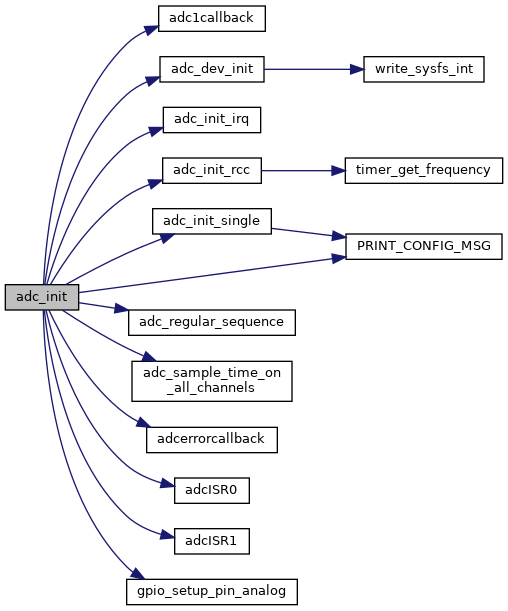 adc1callback
adc_dev_init
write_sysfs_int
adc_init_irq
adc_init_rcc
timer_get_frequency
adc_init_single
PRINT_CONFIG_MSG
adc_init
adc_regular_sequence
adc_sample_time_on
_all_channels
adcerrorcallback
adcISR0
adcISR1
gpio_setup_pin_analog